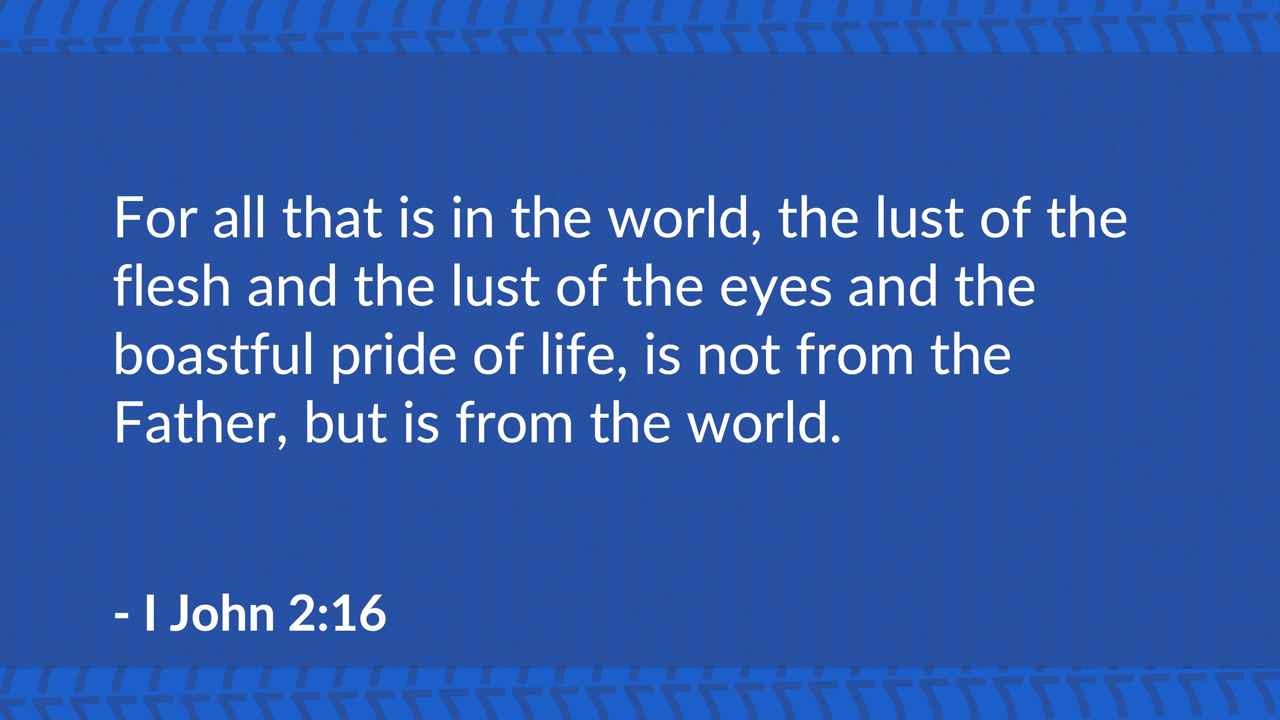 For all that is in the world, the lust of the
flesh and the lust of the eyes and the
boastful pride of life, is not from the
Father, but is from the world.
- I John 2:16